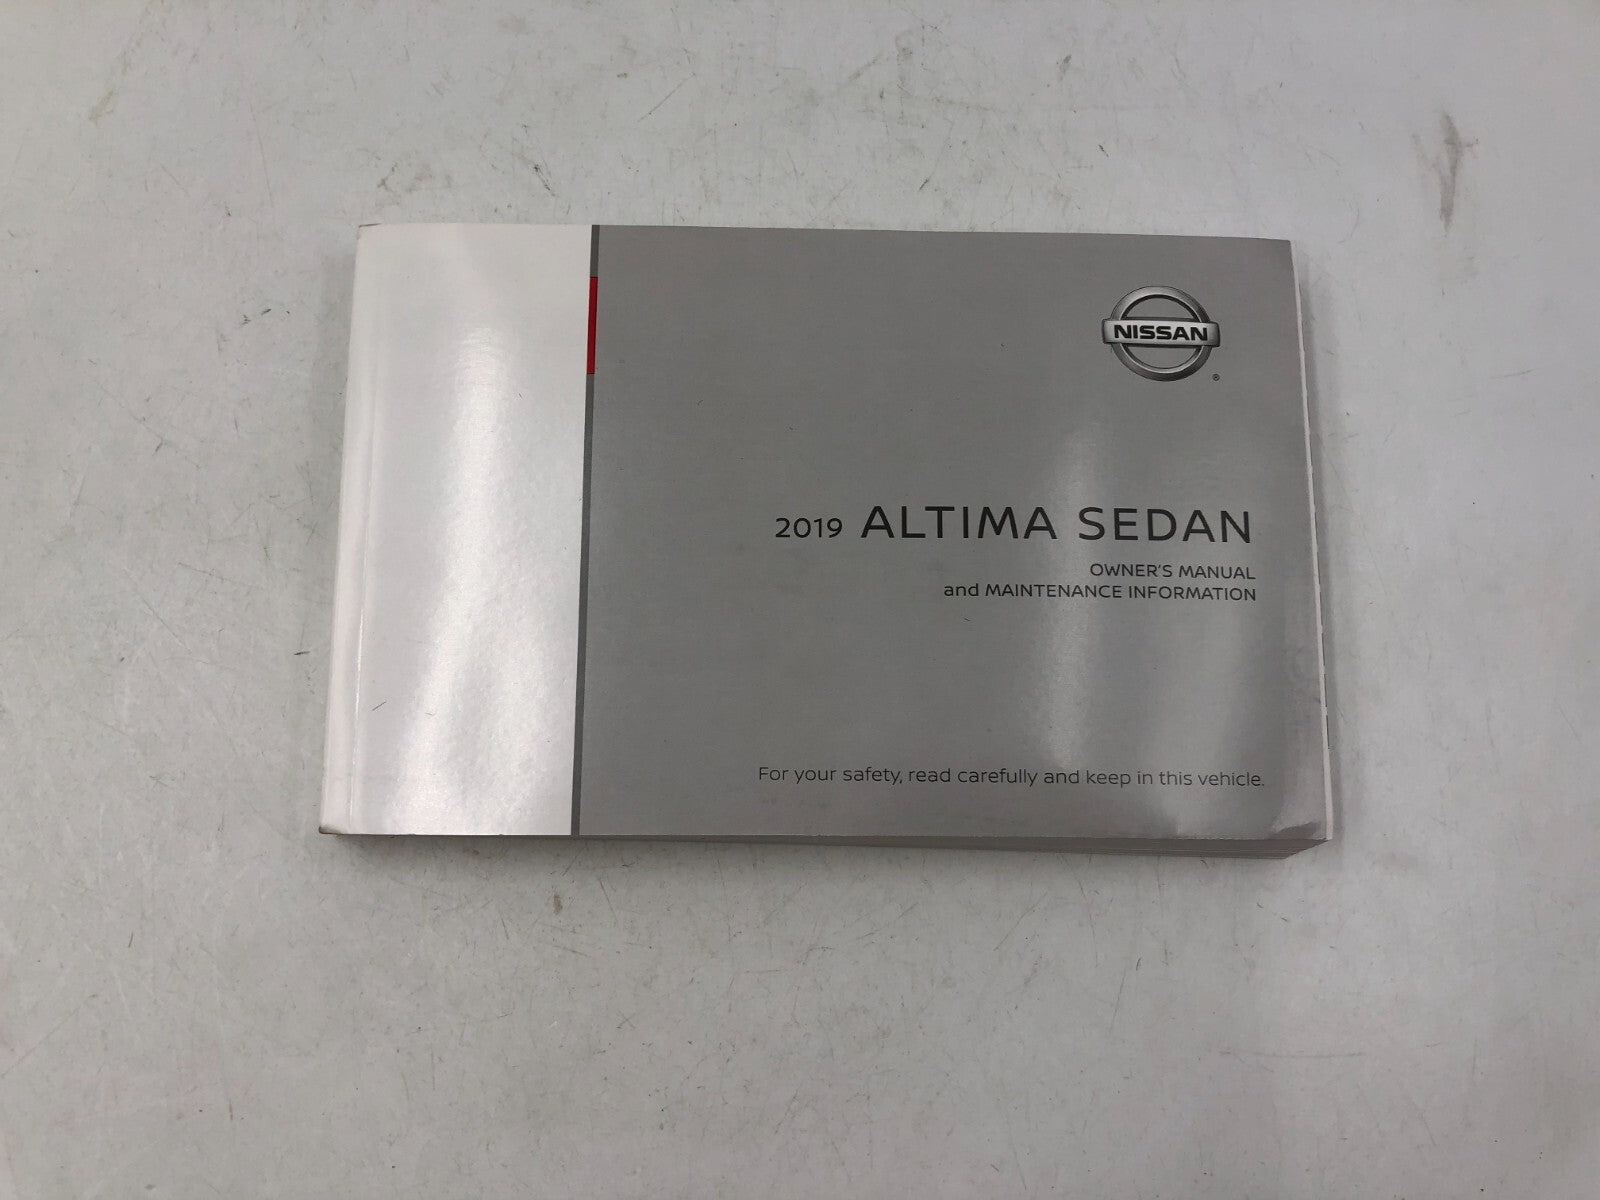 NISSAN
®
2019 ALTIMA SEDAN
OWNER'S MANUAL
and MAINTENANCE INFORMATION
For your safety, read carefully and keep in this vehicle.